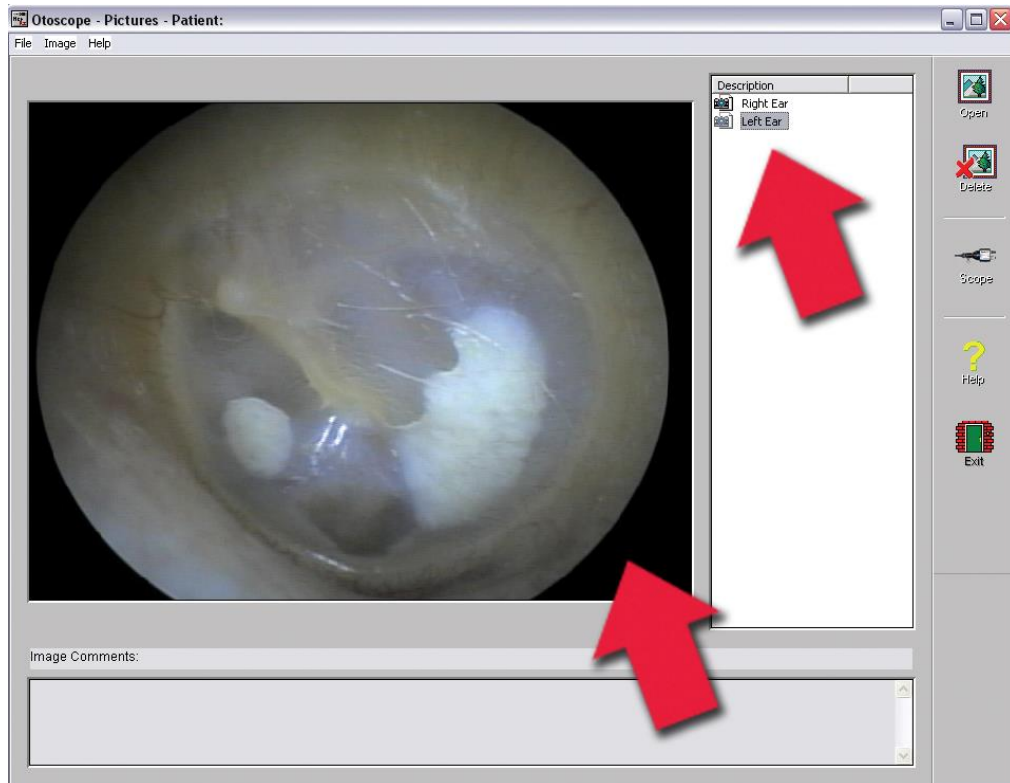 Otoscope - Pictures - Patient:
File Image Help
Description
Right Ear
Left Ear
Open
Delete
Scope
Help
Exit
Image Comments: